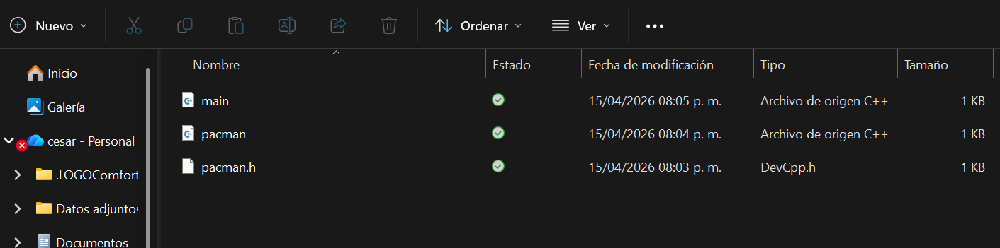 Nuevo Ordenar Ver
Nombre Estado Fecha de modificación Tipo Tamaño
Inicio
Galería
cesar - Personal
.LOGOComfort
Datos adjuntos
Documentos
main 15/04/2026 08:05 p. m. Archivo de origen C++ 1 KB
pacman 15/04/2026 08:04 p. m. Archivo de origen C++ 1 KB
pacman.h 15/04/2026 08:03 p. m. DevCpp.h 1 KB